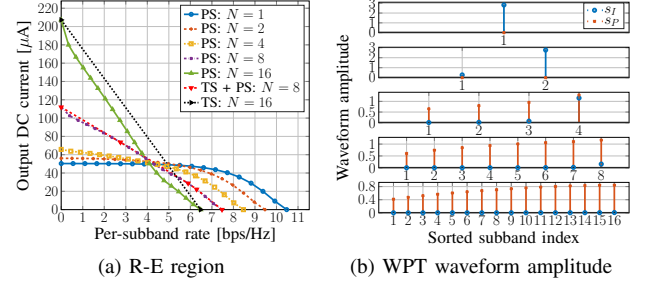 Output DC current [μA]
220
200
180
160
140
120
100
80
60
40
20
0
0 1 2 3 4 5 6 7 8 9 10 11
Per-subband rate [bps/Hz]
PS: N = 1
PS: N = 2
PS: N = 4
PS: N = 8
PS: N = 16
TS + PS: N = 8
TS: N = 16
(a) R-E region
Waveform amplitude
3
2
1
0
1
s_I
s_P
3
2
1
0
1 2
1
0.5
0
1 2 3 4
1
0.5
0
1 2 3 4 5 6 7 8
0.8
0.4
0
1 2 3 4 5 6 7 8 9 10 11 12 13 14 15 16
Sorted subband index
(b) WPT waveform amplitude